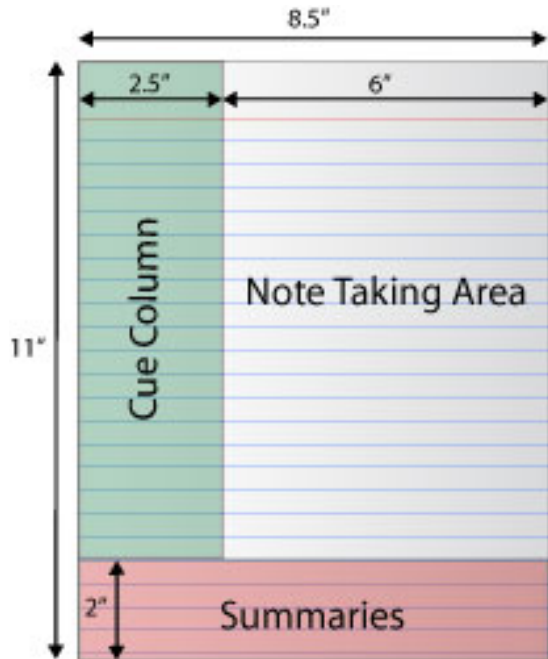 8.5"
2.5"
6"
Cue Column
Note Taking Area
11"
2"
Summaries